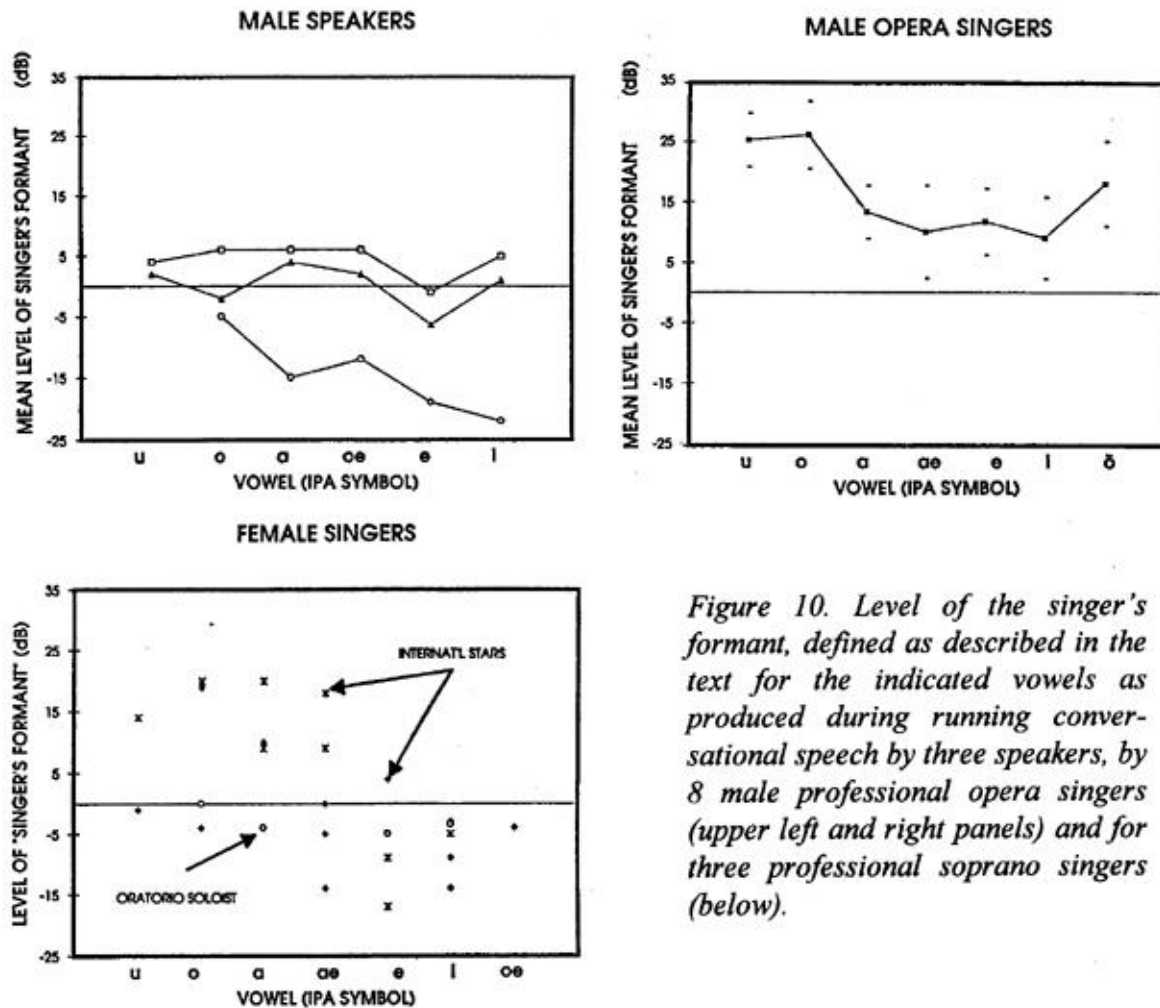 MALE SPEAKERS
MEAN LEVEL OF SINGER'S FORMANT (dB)
35
25
15
5
-5
-15
-25
u o a oe e I
VOWEL (IPA SYMBOL)
MALE OPERA SINGERS
MEAN LEVEL OF SINGER'S FORMANT (dB)
35
25
15
5
-5
-15
-25
u o a ae e I δ
VOWEL (IPA SYMBOL)
FEMALE SINGERS
LEVEL OF "SINGER'S FORMANT" (dB)
35
25
15
5
-5
-15
-25
INTERNAT'L STARS
ORATORIO SOLOIST
u o a ae e I oe
VOWEL (IPA SYMBOL)
Figure 10. Level of the singer's
formant, defined as described in the
text for the indicated vowels as
produced during running conver-
sational speech by three speakers, by
8 male professional opera singers
(upper left and right panels) and for
three professional soprano singers
(below).